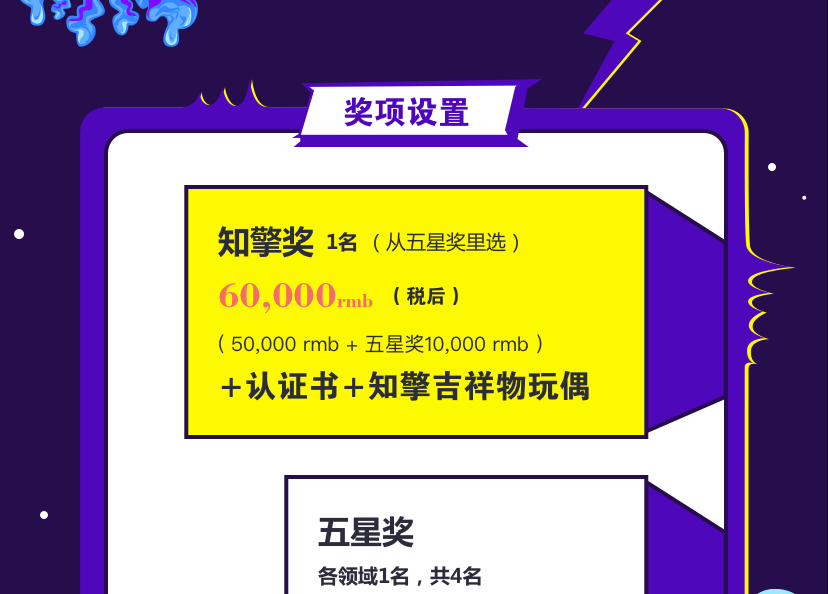 奖项设置
知擎奖 1名 （从五星奖里选）
60,000rmb （税后）
（50,000 rmb + 五星奖10,000 rmb ）
+认证书+知擎吉祥物玩偶
五星奖
各领域1名，共4名